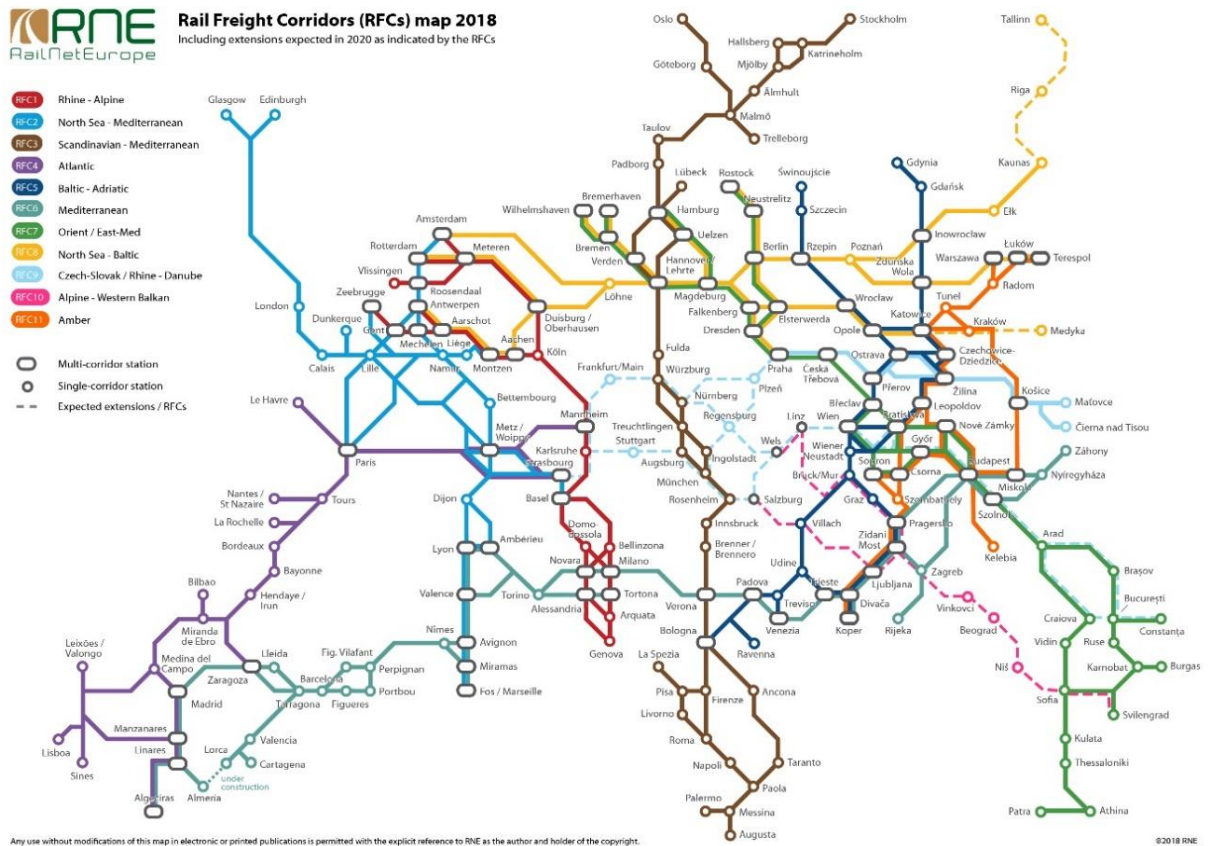 RNE
RailNetEurope
Rail Freight Corridors (RFCs) map 2018
Including extensions expected in 2020 as indicated by the RFCs
RFC1 Rhine - Alpine
RFC2 North Sea - Mediterranean
RFC3 Scandinavian - Mediterranean
RFC4 Atlantic
RFC5 Baltic - Adriatic
RFC6 Mediterranean
RFC7 Orient / East-Med
RFC8 North Sea - Baltic
RFC9 Czech-Slovak / Rhine - Danube
RFC10 Alpine - Western Balkan
RFC11 Amber
Multi-corridor station
Single-corridor station
Expected extensions / RFCs
Glasgow
Edinburgh
London
Dunkerque
Calais
Lille
Zeebrugge
Gent
Mechelen
Vlissingen
Rotterdam
Amsterdam
Meteren
Roosendaal
Antwerpen
Aarschot
Liège
Namur
Montzen
Aachen
Duisburg /
Oberhausen
Köln
Löhne
Wilhelmshaven
Bremerhaven
Bremen
Verden
Oslo
Göteborg
Stockholm
Hallsberg
Katrineholm
Mjölby
Älmhult
Malmö
Trelleborg
Taulov
Padborg
Lübeck
Hamburg
Uelzen
Hannover /
Lehrte
Rostock
Neustrelitz
Berlin
Magdeburg
Falkenberg
Dresden
Elsterwerda
Świnoujście
Szczecin
Rzepin
Poznań
Gdynia
Gdańsk
Inowrocław
Zduńska
Wola
Wrocław
Opole
Katowice
Tallinn
Riga
Kaunas
Ełk
Warszawa
Łuków
Terespol
Radom
Tunel
Kraków
Medyka
Czechowice-
Dziedzice
Žilina
Ostrava
Česká
Třebová
Praha
Plzeň
Přerov
Břeclav
Leopoldov
Košice
Maťovce
Čierna nad Tisou
Fulda
Würzburg
Frankfurt/Main
Nürnberg
Regensburg
Treuchtlingen
Stuttgart
Augsburg
Ingolstadt
München
Rosenheim
Wels
Linz
Salzburg
Wien
Wiener
Neustadt
Bruck/Mur
Bratislava
Győr
Nové Zámky
Sopron
Csorna
Budapest
Szombathely
Miskolc
Záhony
Nyíregyháza
Szolnok
Kelebia
Graz
Villach
Pragersko
Zidani
Most
Ljubljana
Zagreb
Rijeka
Innsbruck
Brenner /
Brennero
Bettembourg
Metz /
Woippy
Mannheim
Karlsruhe
Strasbourg
Basel
Le Havre
Paris
Dijon
Nantes /
St Nazaire
Tours
La Rochelle
Bordeaux
Bayonne
Hendaye /
Irun
Bilbao
Miranda
de Ebro
Lyon
Ambérieu
Valence
Nîmes
Avignon
Miramas
Fos / Marseille
Domo-
dossola
Bellinzona
Novara
Milano
Torino
Alessandria
Tortona
Arquata
Genova
Verona
Padova
Venezia
Treviso
Udine
Trieste
Divača
Koper
Bologna
Ravenna
La Spezia
Pisa
Livorno
Firenze
Ancona
Roma
Napoli
Taranto
Paola
Palermo
Messina
Augusta
Leixões /
Valongo
Medina del
Campo
Zaragoza
Lleida
Fig. Vilafant
Perpignan
Barcelona
Portbou
Figueres
Tarragona
Madrid
Manzanares
Linares
Lisboa
Sines
Algeciras
Almería
Lorca
Valencia
Cartagena
under
construction
Arad
Brașov
București
Craiova
Constanța
Vidin
Ruse
Karnobat
Burgas
Svilengrad
Sofia
Vinkovci
Beograd
Niš
Kulata
Thessaloniki
Patra
Athina
Any use without modifications of this map in electronic or printed publications is permitted with the explicit reference to RNE as the author and holder of the copyright.
©2018 RNE